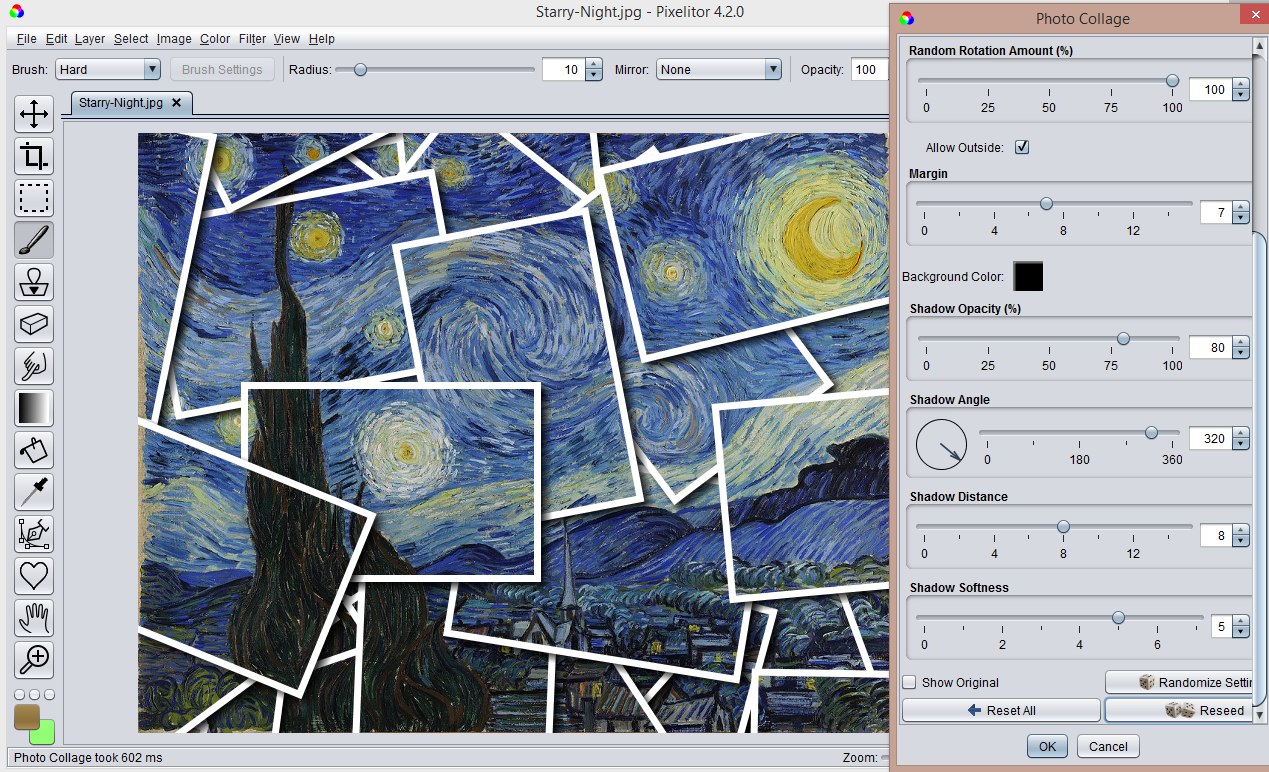 Starry-Night.jpg - Pixelitor 4.2.0
File Edit Layer Select Image Color Filter View Help
Brush: Hard Brush Settings Radius: 10 Mirror: None Opacity: 100
Starry-Night.jpg
Photo Collage took 602 ms Zoom:
Photo Collage
Random Rotation Amount (%)
100
0 25 50 75 100
Allow Outside:
Margin
7
0 4 8 12
Background Color:
Shadow Opacity (%)
80
0 25 50 75 100
Shadow Angle
320
0 180 360
Shadow Distance
8
0 4 8 12
Shadow Softness
5
0 2 4 6
Show Original Randomize
Reset All Reseed
OK Cancel